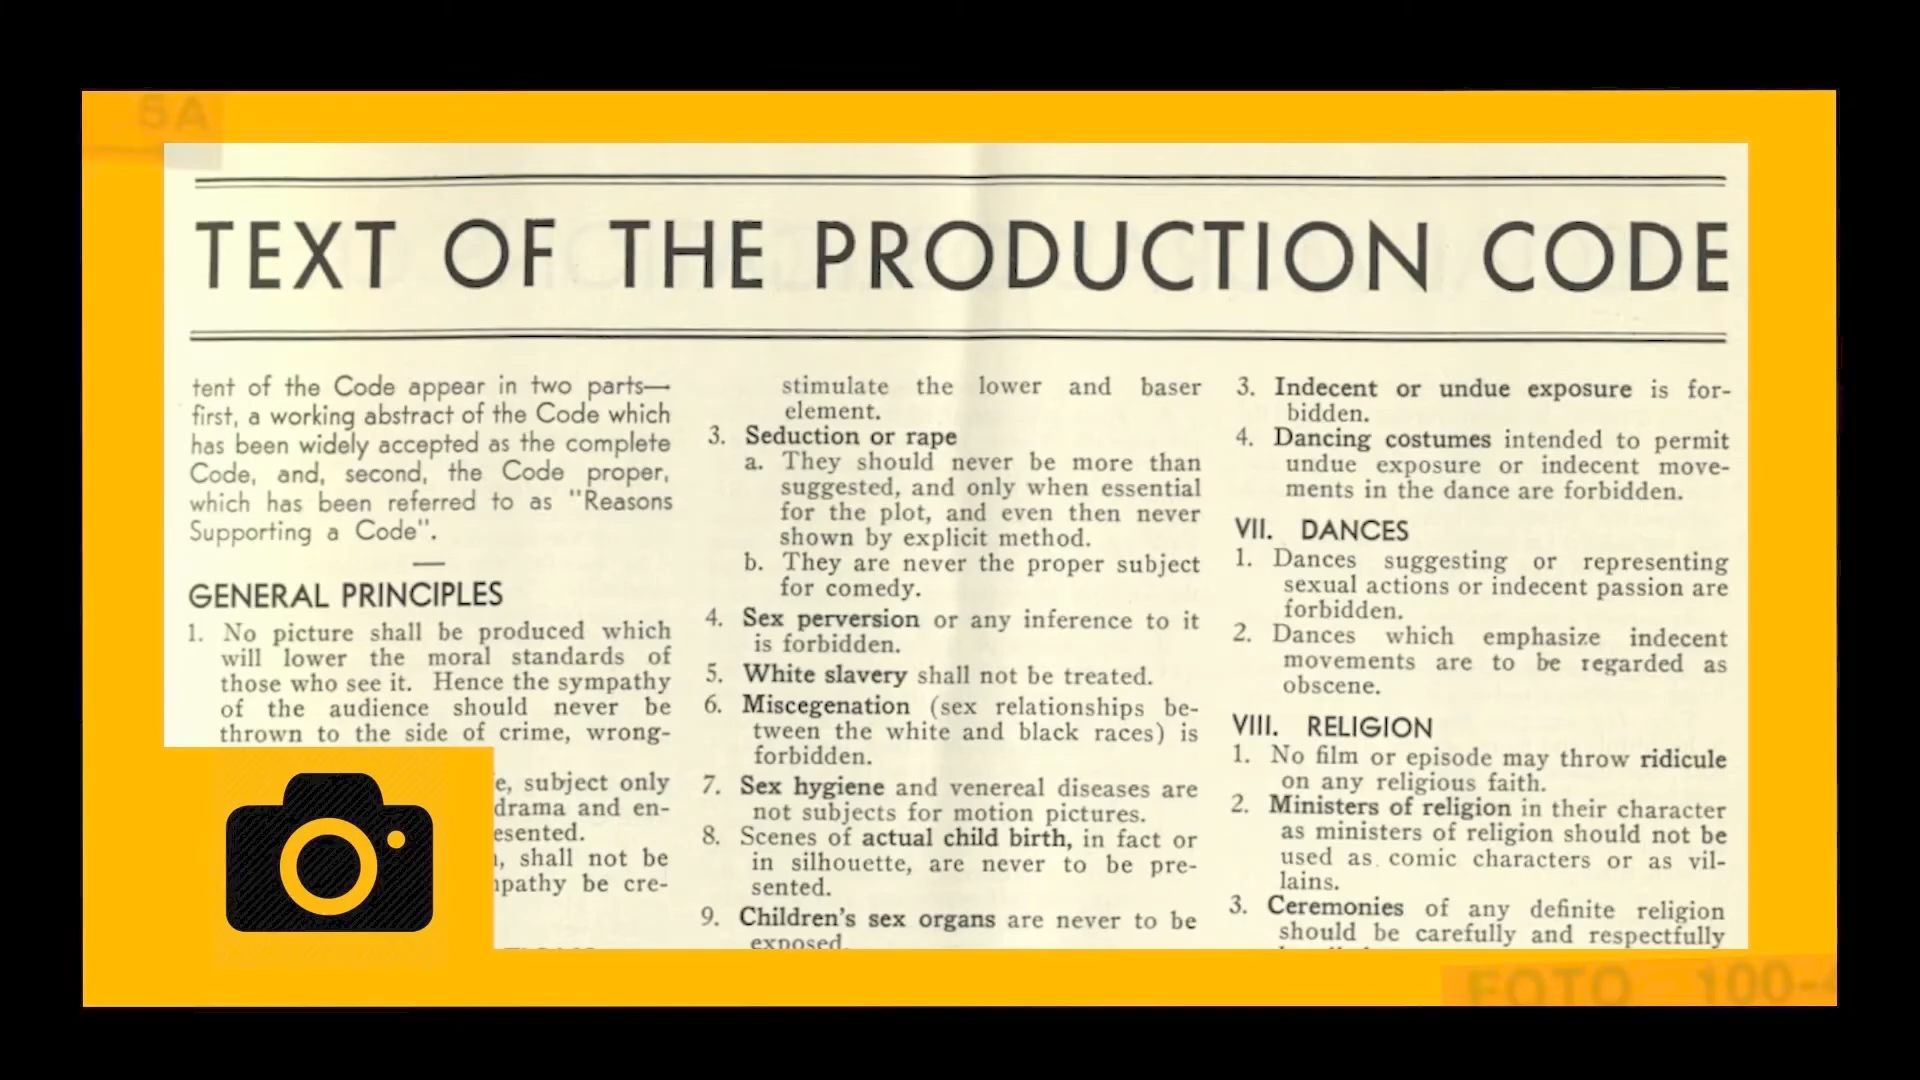 5A
TEXT OF THE PRODUCTION CODE
tent of the Code appear in two parts—
first, a working abstract of the Code which
has been widely accepted as the complete
Code, and, second, the Code proper,
which has been referred to as "Reasons
Supporting a Code".
GENERAL PRINCIPLES
1. No picture shall be produced which
will lower the moral standards of
those who see it. Hence the sympathy
of the audience should never be
thrown to the side of crime, wrong-
subject only
drama and en-
esented.
shall not be
pathy be cre-
stimulate the lower and baser
element.
3. Seduction or rape
a. They should never be more than
suggested, and only when essential
for the plot, and even then never
shown by explicit method.
b. They are never the proper subject
for comedy.
4. Sex perversion or any inference to it
is forbidden.
5. White slavery shall not be treated.
6. Miscegenation (sex relationships be-
tween the white and black races) is
forbidden.
7. Sex hygiene and venereal diseases are
not subjects for motion pictures.
8. Scenes of actual child birth, in fact or
in silhouette, are never to be pre-
sented.
9. Children's sex organs are never to be
exposed.
3. Indecent or undue exposure is for-
bidden.
4. Dancing costumes intended to permit
undue exposure or indecent move-
ments in the dance are forbidden.
VII. DANCES
1. Dances suggesting or representing
sexual actions or indecent passion are
forbidden.
2. Dances which emphasize indecent
movements are to be regarded as
obscene.
VIII. RELIGION
1. No film or episode may throw ridicule
on any religious faith.
2. Ministers of religion in their character
as ministers of religion should not be
used as comic characters or as vil-
lains.
3. Ceremonies of any definite religion
should be carefully and respectfully
FOTO 100-4